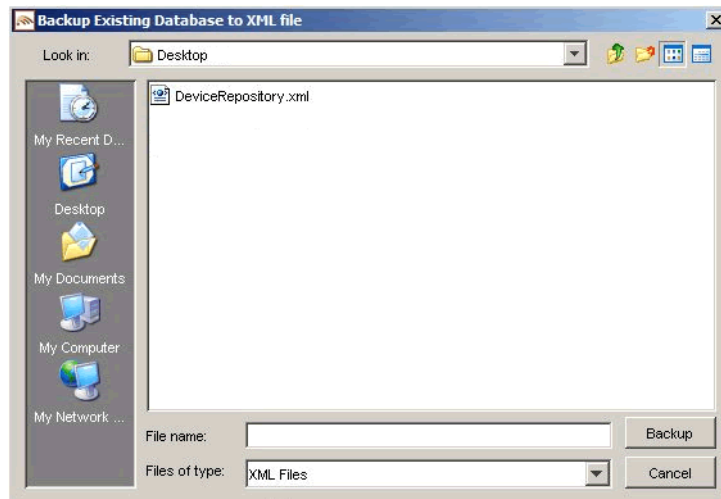 Backup Existing Database to XML file
Look in: Desktop
DeviceRepository.xml
My Recent D...
Desktop
My Documents
My Computer
My Network ...
File name: Backup
Files of type: XML Files Cancel